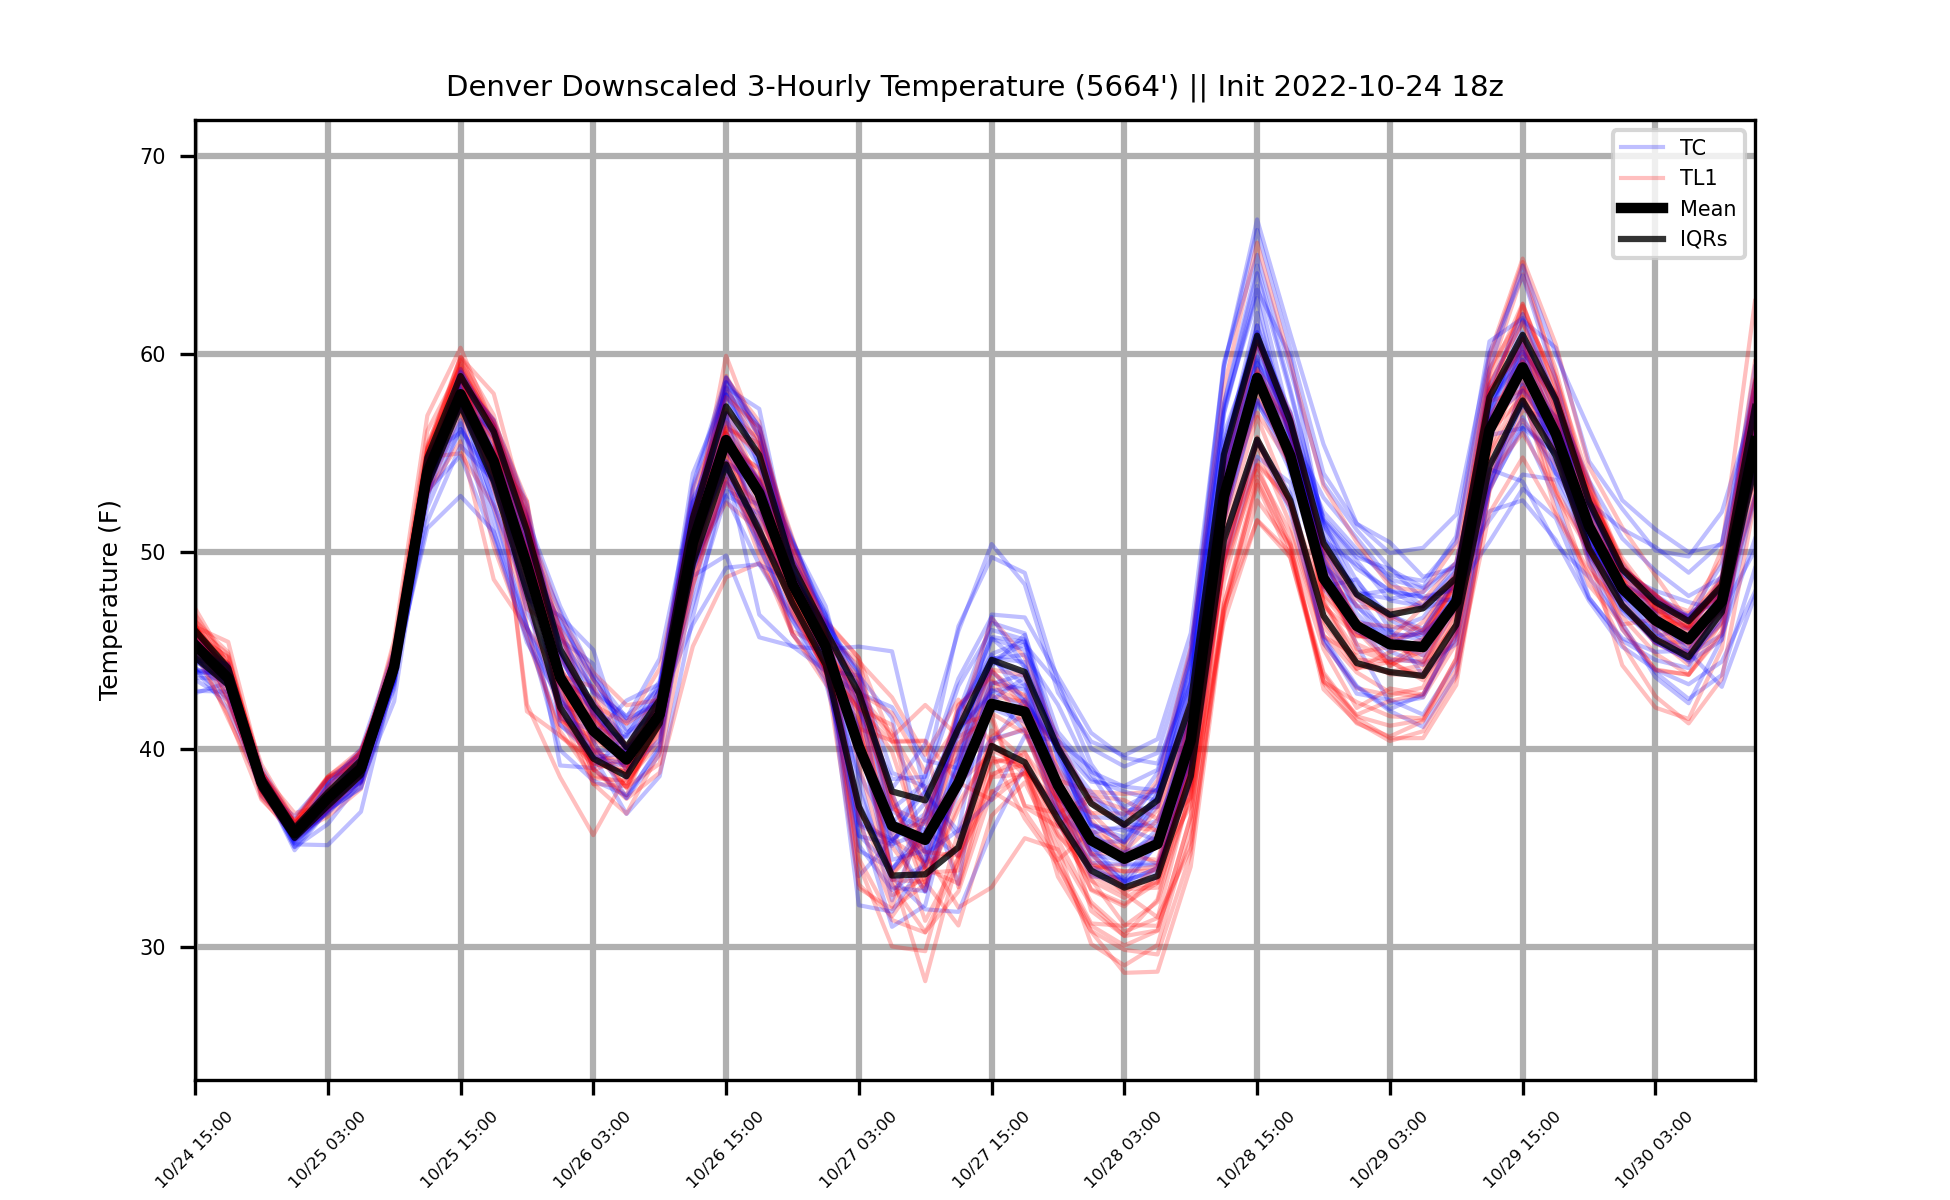 Denver Downscaled 3-Hourly Temperature (5664') || Init 2022-10-24 18z
TC
TL1
Mean
IQRs
Temperature (F)
70
60
50
40
30
10/24 15:00
10/25 03:00
10/25 15:00
10/26 03:00
10/26 15:00
10/27 03:00
10/27 15:00
10/28 03:00
10/28 15:00
10/29 03:00
10/29 15:00
10/30 03:00